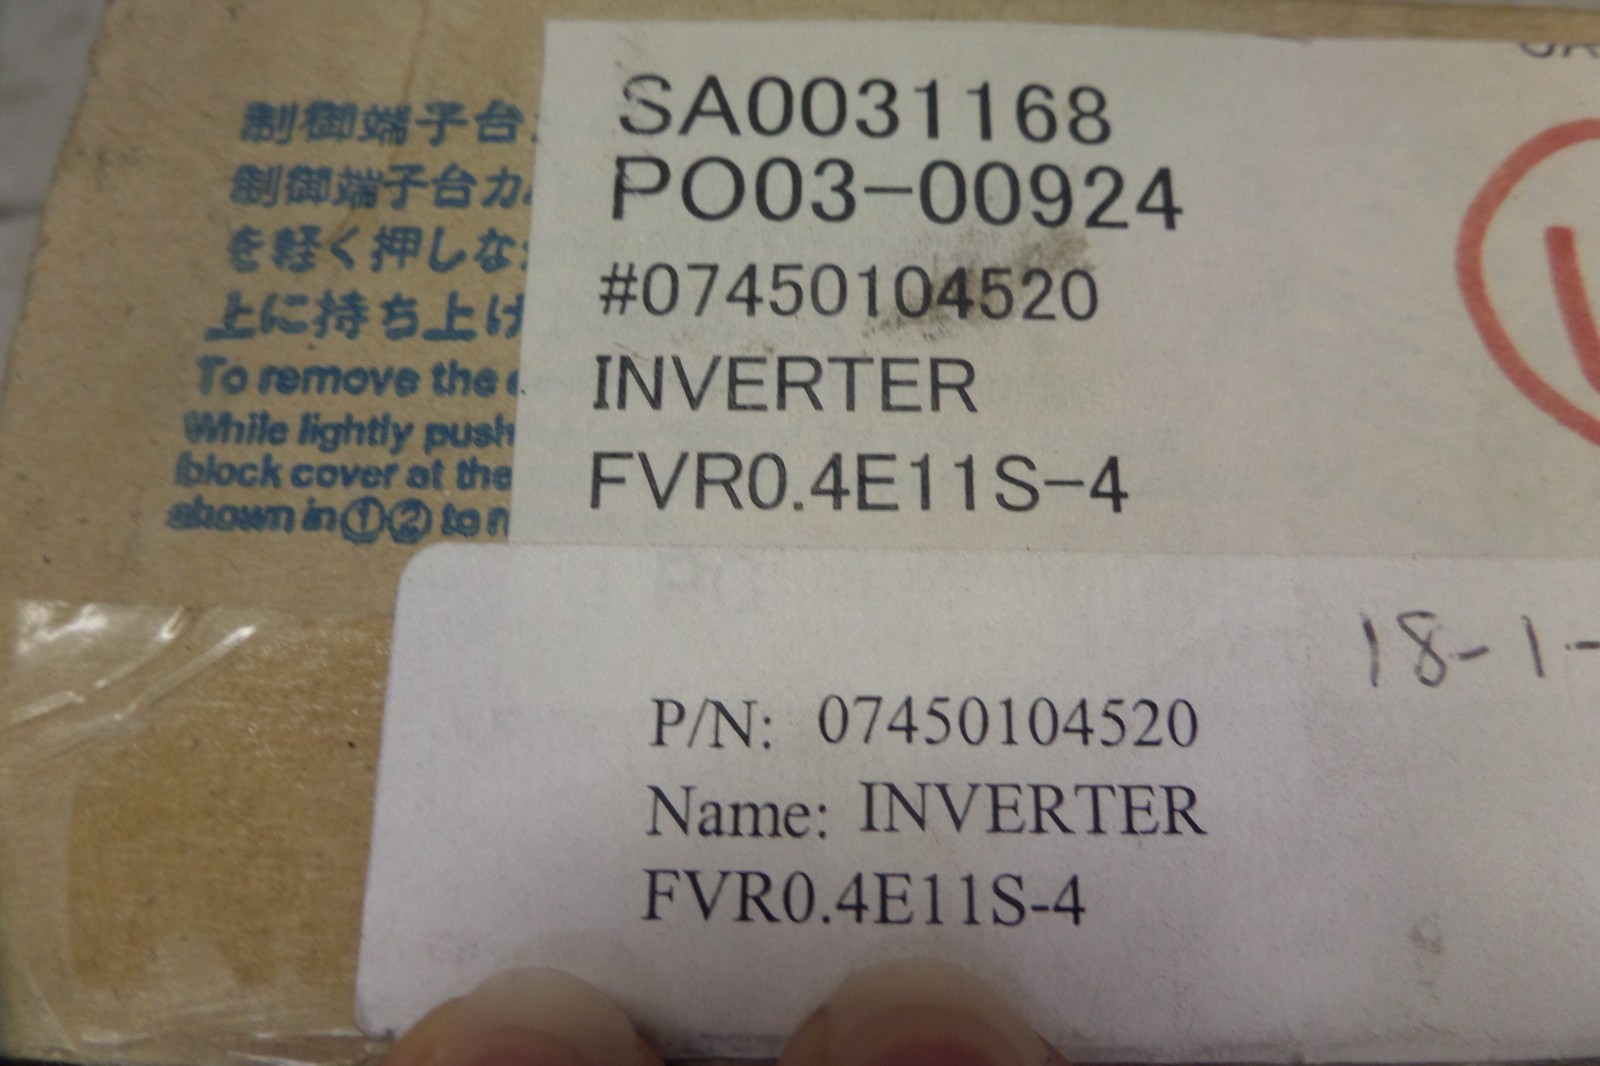 制御端子台
制御端子台カ
を軽く押しな
上に持ち上げ
To remove the
While lightly push
block cover at the
shown in ①② to
SA0031168
PO03-00924
#07450104520
INVERTER
FVR0.4E11S-4
18-1-
P/N: 07450104520
Name: INVERTER
FVR0.4E11S-4